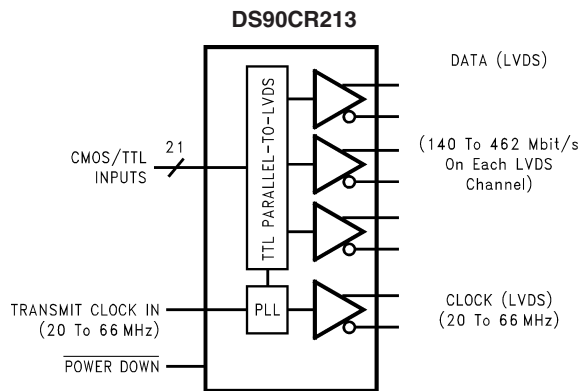 DS90CR213
DATA (LVDS)
TTL PARALLEL-TO-LVDS
21
CMOS/TTL
INPUTS
(140 To 462 Mbit/s
On Each LVDS
Channel)
TRANSMIT CLOCK IN
(20 To 66 MHz)
PLL
CLOCK (LVDS)
(20 To 66 MHz)
POWER DOWN